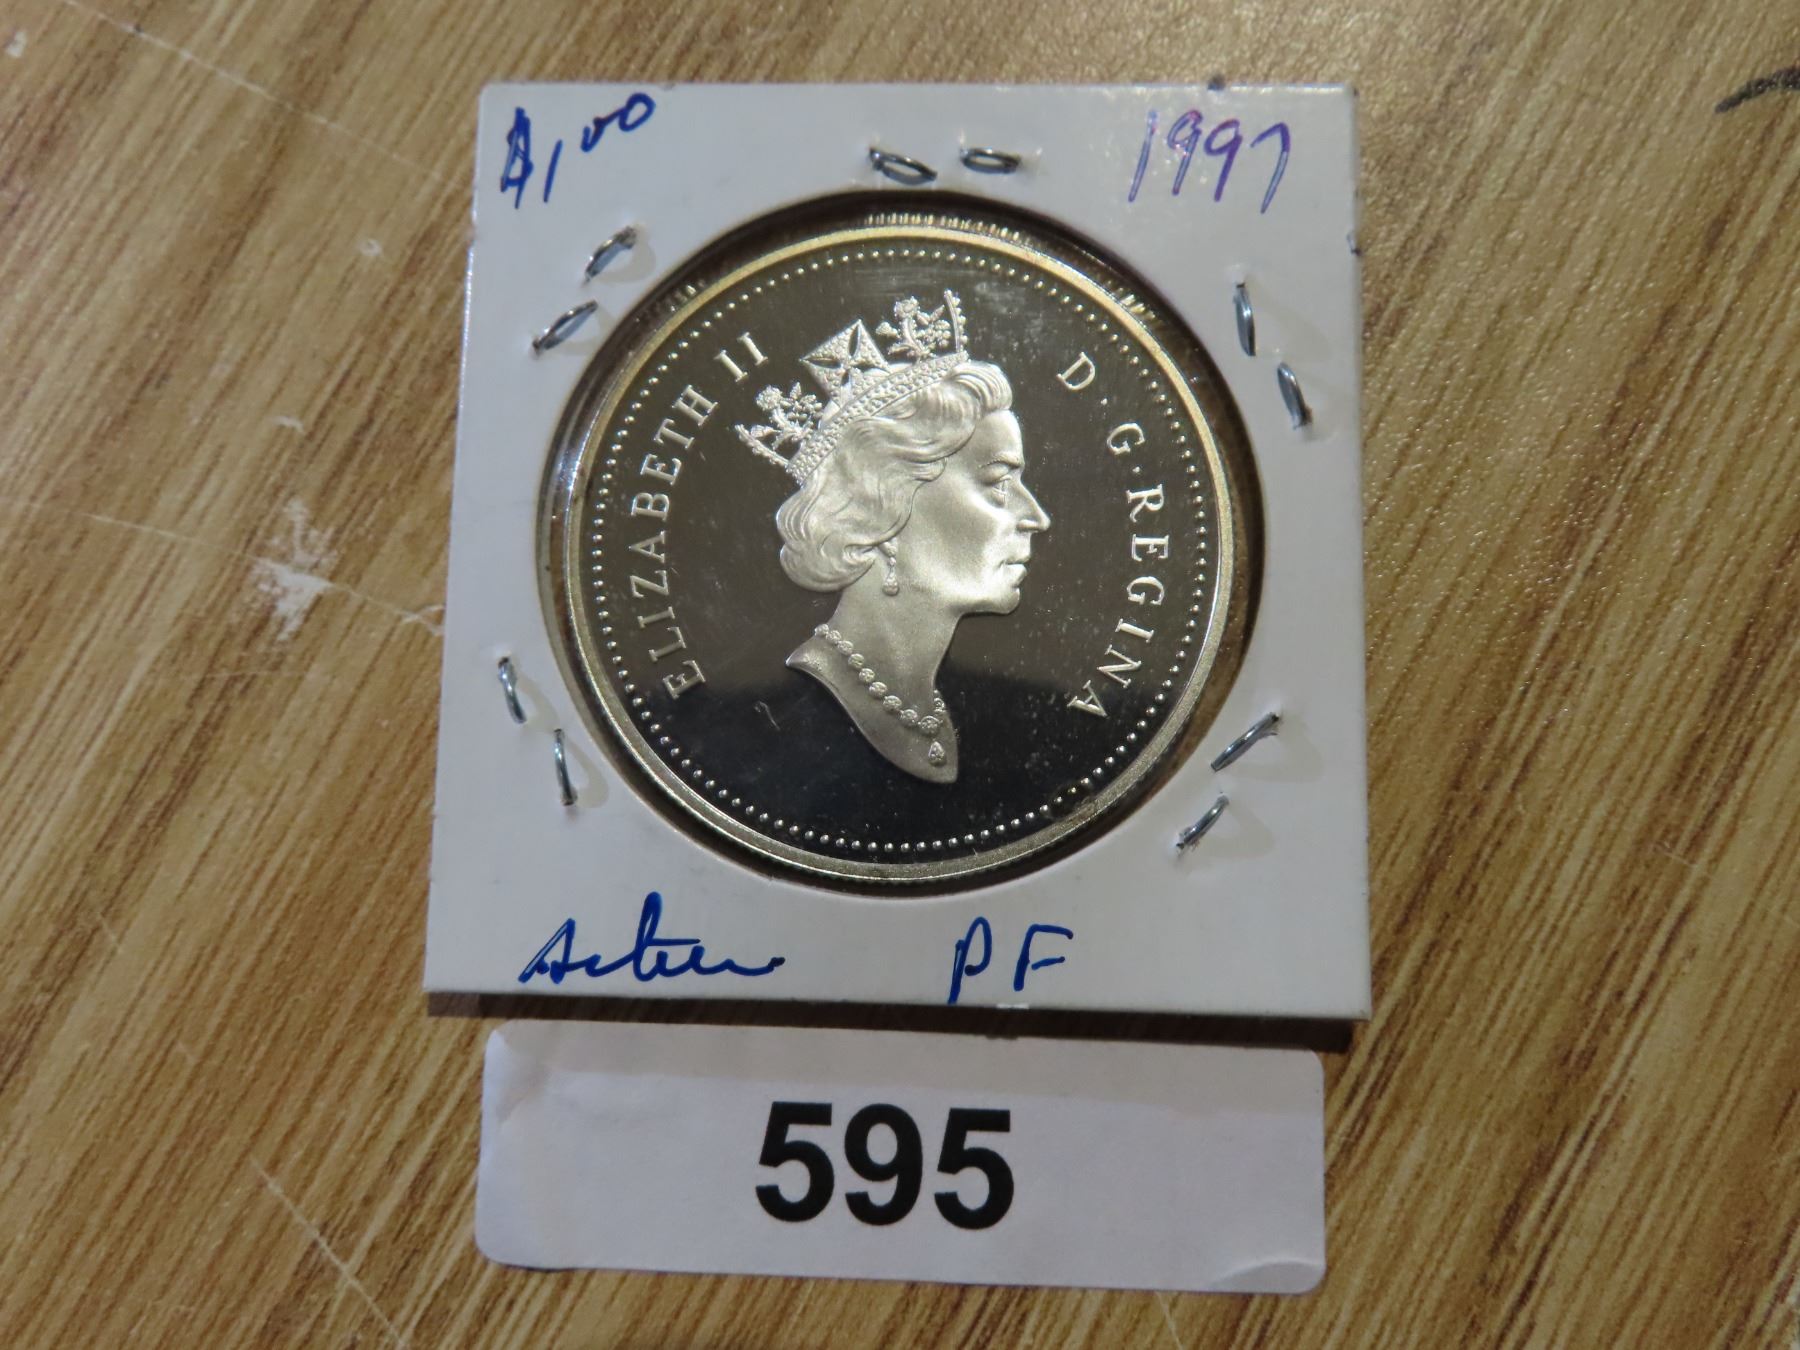 $1.00 1997
ELIZABETH II D·G·REGINA
PF
595